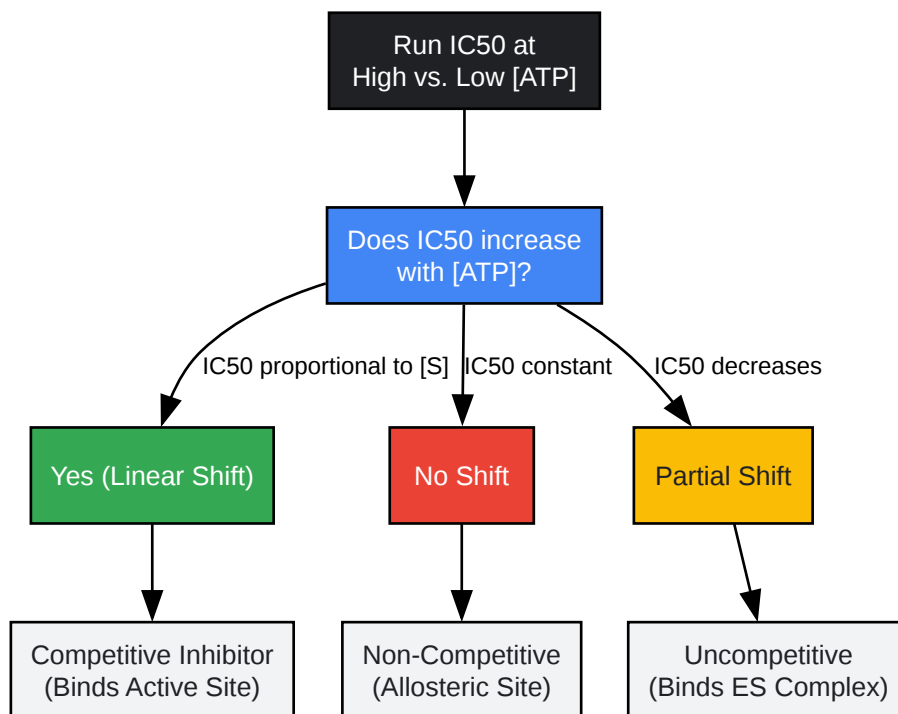 Run IC50 at
High vs. Low [ATP]
Does IC50 increase
with [ATP]?
IC50 proportional to [S]
IC50 constant
IC50 decreases
Yes (Linear Shift)
No Shift
Partial Shift
Competitive Inhibitor
(Binds Active Site)
Non-Competitive
(Allosteric Site)
Uncompetitive
(Binds ES Complex)